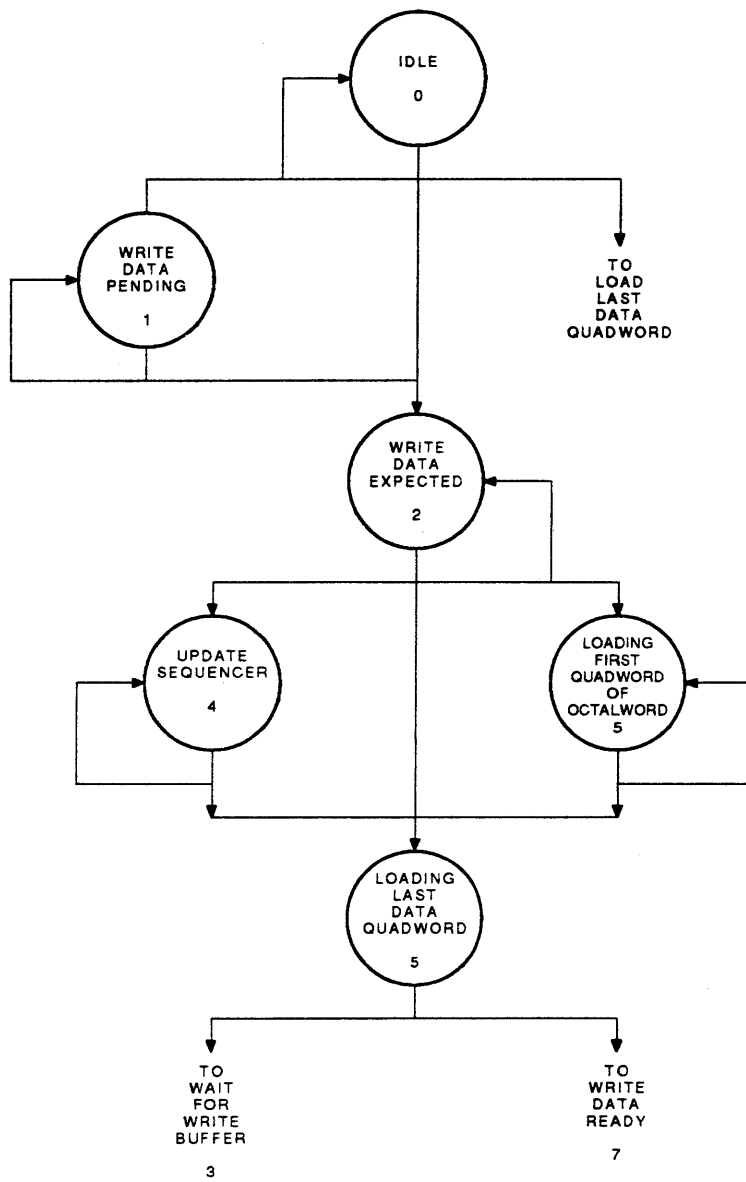 IDLE
0
WRITE
DATA
PENDING
1
TO
LOAD
LAST
DATA
QUADWORD
WRITE
DATA
EXPECTED
2
UPDATE
SEQUENCER
4
LOADING
FIRST
QUADWORD
OF
OCTALWORD
5
LOADING
LAST
DATA
QUADWORD
5
TO
WAIT
FOR
WRITE
BUFFER
3
TO
WRITE
DATA
READY
7